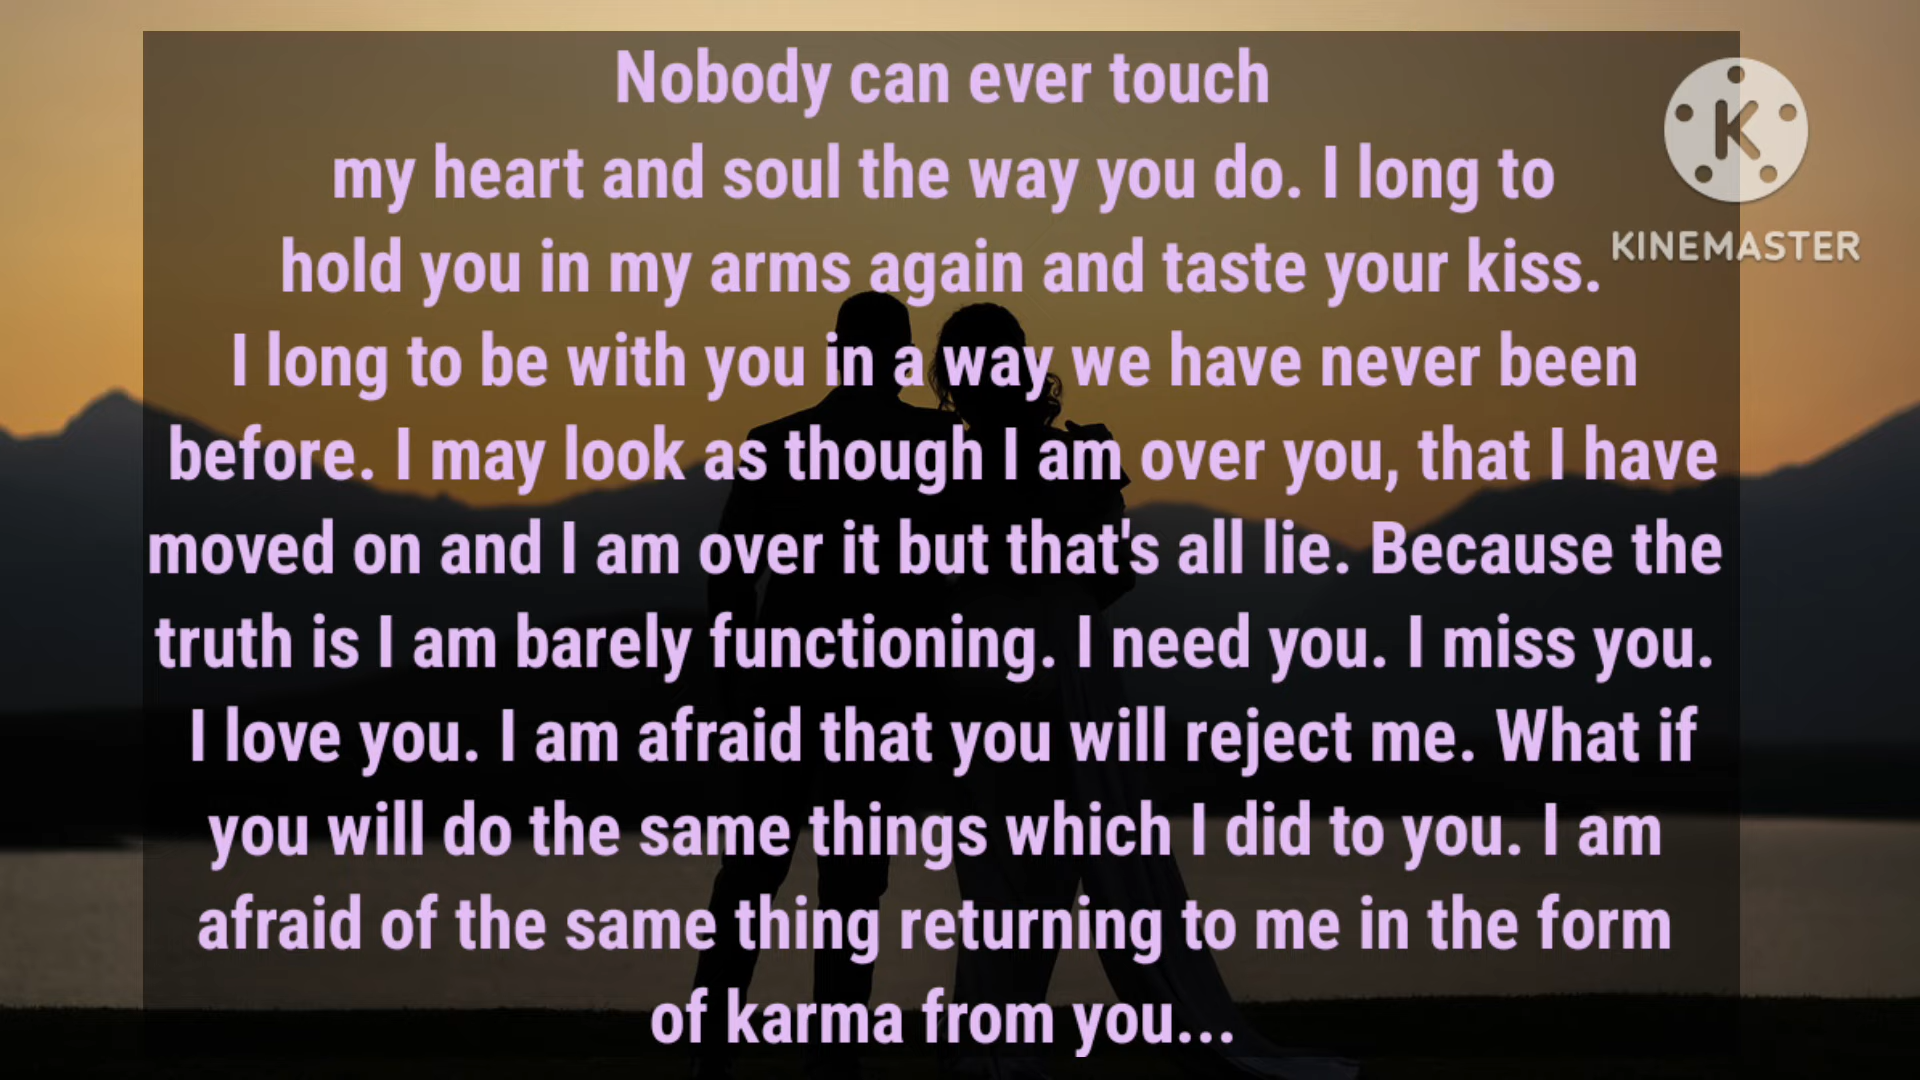 Nobody can ever touch
my heart and soul the way you do. I long to
hold you in my arms again and taste your kiss.
I long to be with you in a way we have never been
before. I may look as though I am over you, that I have
moved on and I am over it but that's all lie. Because the
truth is I am barely functioning. I need you. I miss you.
I love you. I am afraid that you will reject me. What if
you will do the same things which I did to you. I am
afraid of the same thing returning to me in the form
of karma from you...
K
KINEMASTER